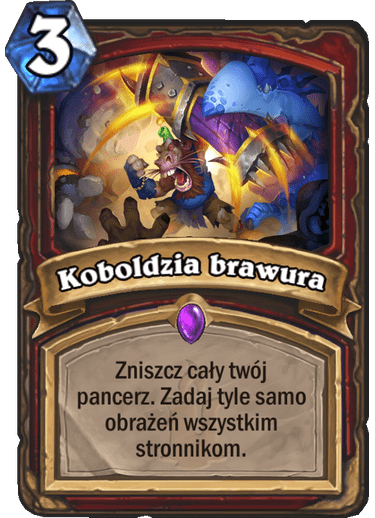 3
Koboldzia brawura
Zniszcz cały twój
pancerz. Zadaj tyle samo
obrażeń wszystkim
stronnikom.